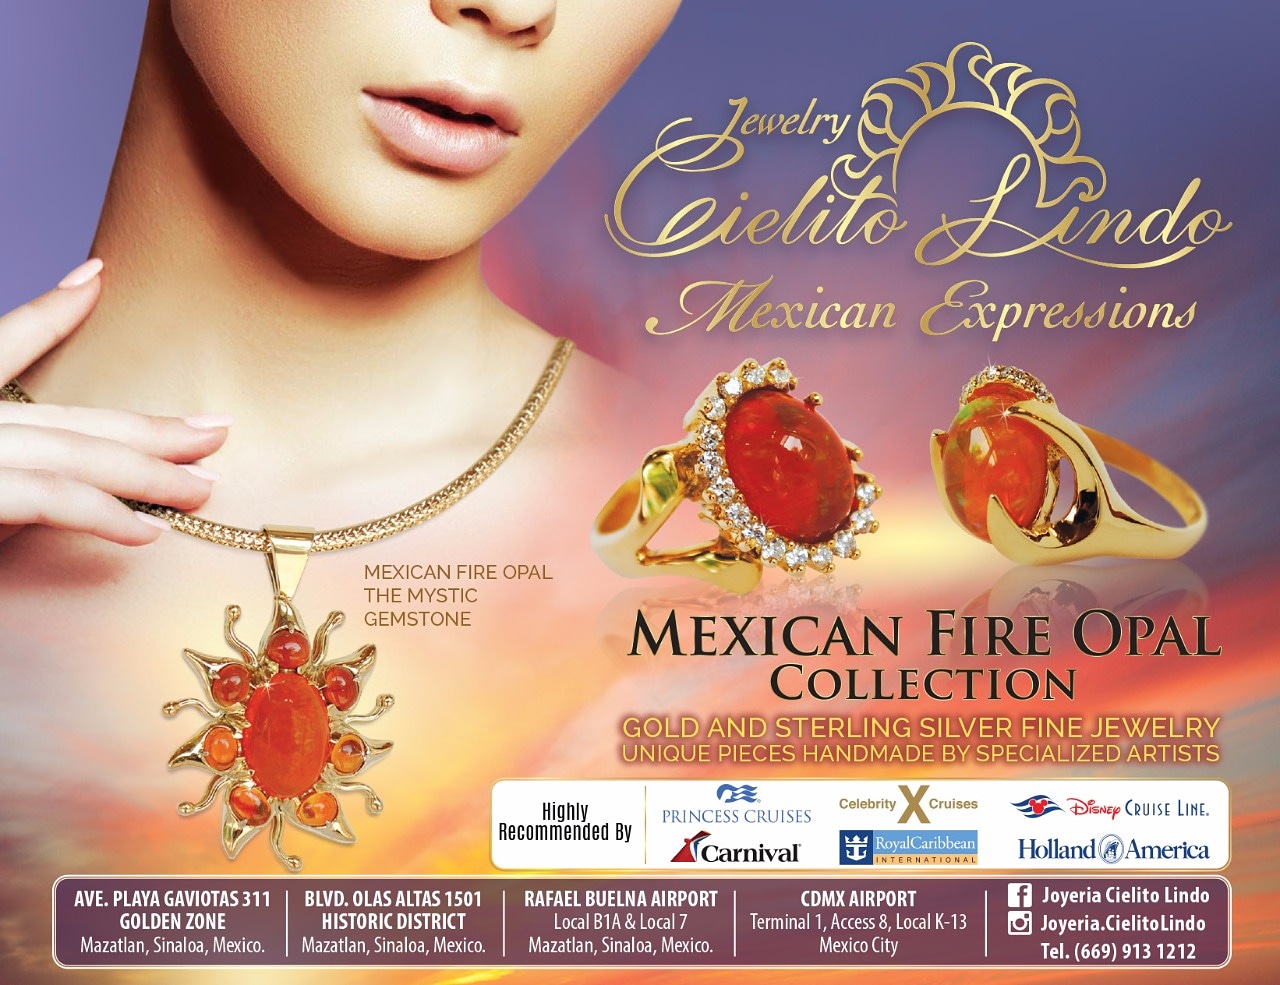 Jewelry
Cielito Lindo
Mexican Expressions
MEXICAN FIRE OPAL
THE MYSTIC
GEMSTONE
MEXICAN FIRE OPAL
COLLECTION
GOLD AND STERLING SILVER FINE JEWELRY
UNIQUE PIECES HANDMADE BY SPECIALIZED ARTISTS
Highly
Recommended By
PRINCESS CRUISES
Celebrity X Cruises
Disney CRUISE LINE.
Carnival
RoyalCaribbean
INTERNATIONAL
Holland America
AVE. PLAYA GAVIOTAS 311
GOLDEN ZONE
Mazatlan, Sinaloa, Mexico.
BLVD. OLAS ALTAS 1501
HISTORIC DISTRICT
Mazatlan, Sinaloa, Mexico.
RAFAEL BUELNA AIRPORT
Local B1A & Local 7
Mazatlan, Sinaloa, Mexico.
CDMX AIRPORT
Terminal 1, Access 8, Local K-13
Mexico City
Joyeria Cielito Lindo
Joyeria.CielitoLindo
Tel. (669) 913 1212